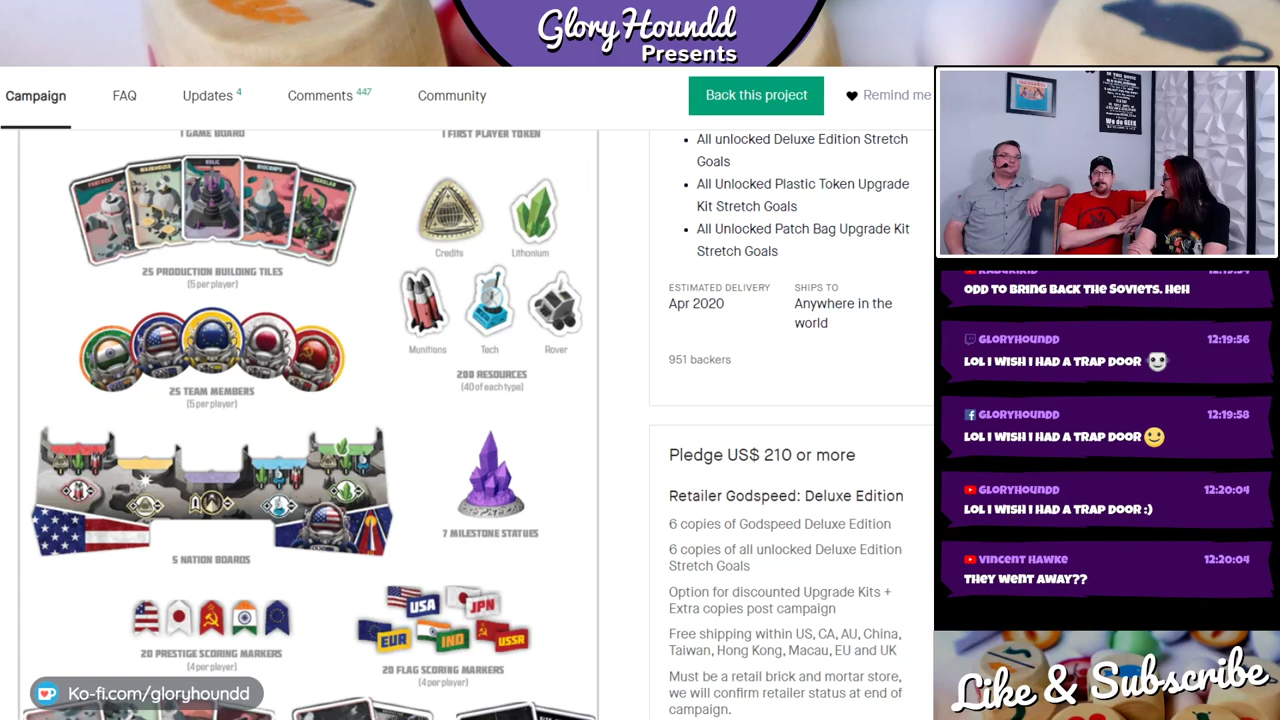 GloryHoundd
Presents
Campaign
FAQ
Updates 4
Comments 447
Community
Back this project
Remind me
1 GAME BOARD
1 FIRST PLAYER TOKEN
25 PRODUCTION BUILDING TILES
(5 per player)
Credits
Lithonium
Munitions
Tech
Rover
200 RESOURCES
(40 of each type)
25 TEAM MEMBERS
(5 per player)
7 MILESTONE STATUES
5 NATION BOARDS
USA
JPN
EUR
IND
USSR
20 PRESTIGE SCORING MARKERS
(4 per player)
20 FLAG SCORING MARKERS
(4 per player)
Ko-fi.com/gloryhoundd
All unlocked Deluxe Edition Stretch
Goals
All Unlocked Plastic Token Upgrade
Kit Stretch Goals
All Unlocked Patch Bag Upgrade Kit
Stretch Goals
ESTIMATED DELIVERY
Apr 2020
SHIPS TO
Anywhere in the
world
951 backers
Pledge US$ 210 or more
Retailer Godspeed: Deluxe Edition
6 copies of Godspeed Deluxe Edition
6 copies of all unlocked Deluxe Edition
Stretch Goals
Option for discounted Upgrade Kits +
Extra copies post campaign
Free shipping within US, CA, AU, China,
Taiwan, Hong Kong, Macau, EU and UK
Must be a retail brick and mortar store,
we will confirm retailer status at end of
campaign.
ODD TO BRING BACK THE SOVIETS. HEH
GLORYHOUNDD 12:19:56
LOL I WISH I HAD A TRAP DOOR
GLORYHOUNDD 12:19:58
LOL I WISH I HAD A TRAP DOOR
GLORYHOUNDD 12:20:04
LOL I WISH I HAD A TRAP DOOR :)
VINCENT HAWKE 12:20:04
THEY WENT AWAY??
Like & Subscribe